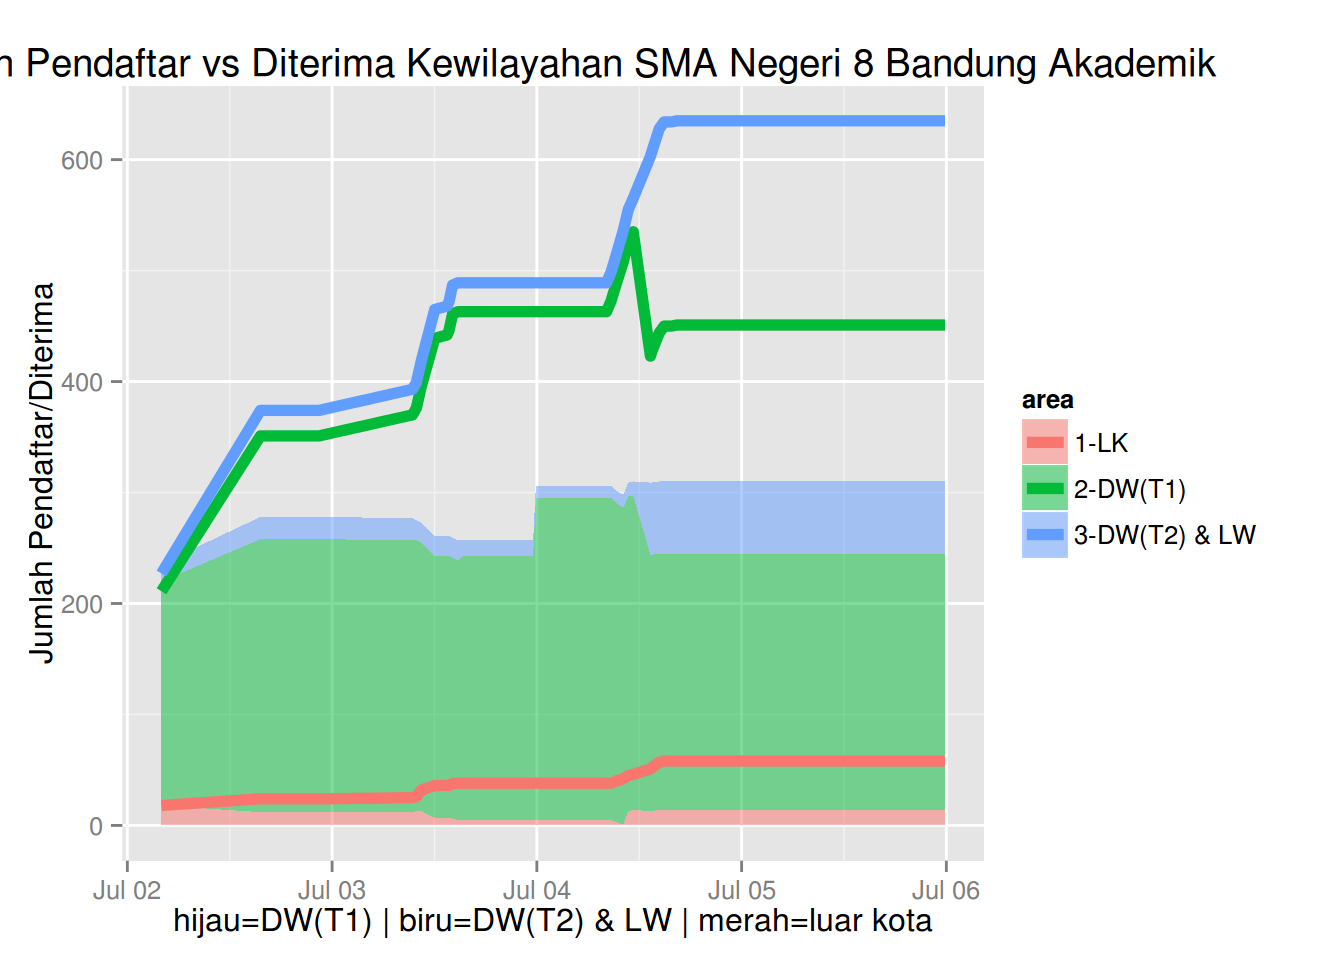 Pendaftar vs Diterima Kewilayahan SMA Negeri 8 Bandung Akademik
Jumlah Pendaftar/Diterima
600
400
200
0
Jul 02 Jul 03 Jul 04 Jul 05 Jul 06
hijau=DW(T1) | biru=DW(T2) & LW | merah=luar kota
area
1-LK
2-DW(T1)
3-DW(T2) & LW